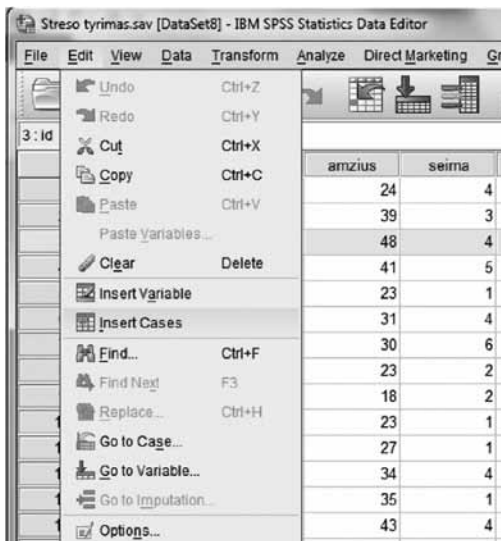 Streso tyrimas.sav [DataSet8] - IBM SPSS Statistics Data Editor
File Edit View Data Transform Analyze Direct Marketing Gr
3 : id
Undo Ctrl+Z
Redo Ctrl+Y
Cut Ctrl+X
Copy Ctrl+C
Paste Ctrl+V
Paste Variables...
Clear Delete
Insert Variable
Insert Cases
Find... Ctrl+F
Find Next F3
Replace... Ctrl+H
Go to Case...
Go to Variable...
Go to Imputation...
Options...
amzius seima
24 4
39 3
48 4
41 5
23 1
31 4
30 6
23 2
18 2
23 1
27 1
34 4
35 1
43 4